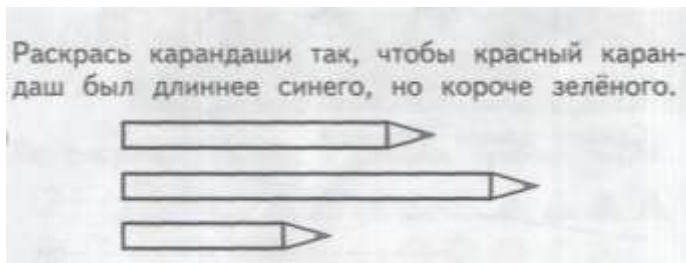 Раскрась карандаши так, чтобы красный каран-
даш был длиннее синего, но короче зелёного.